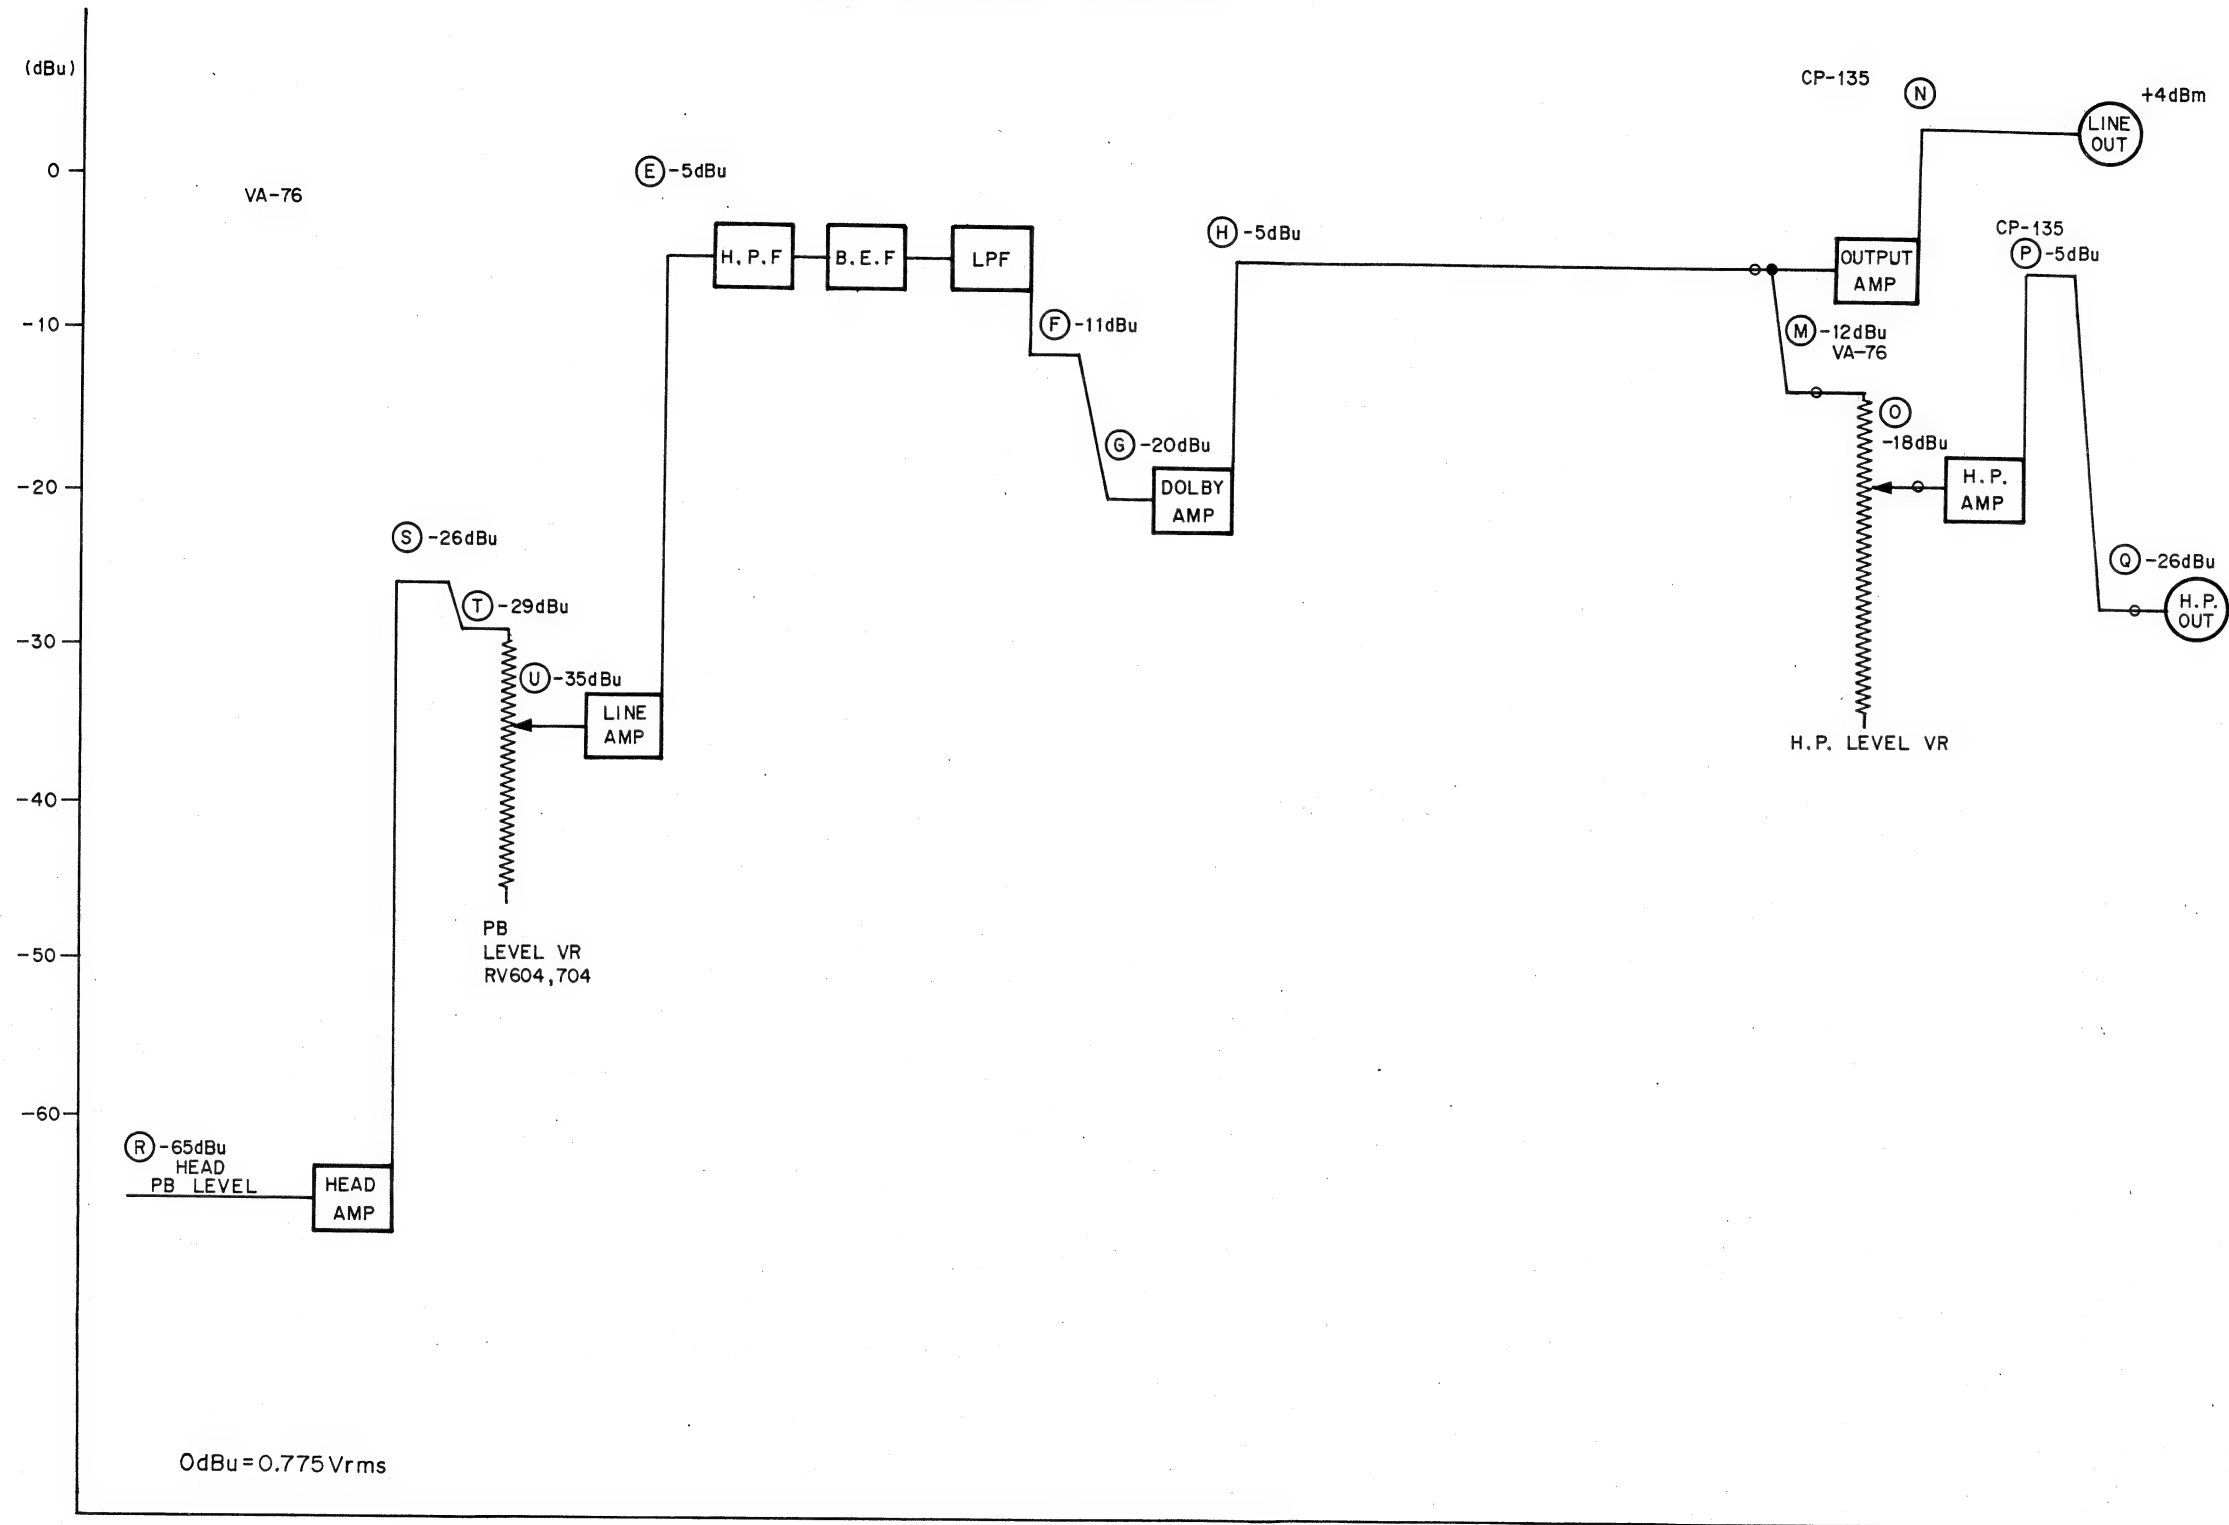 (dBu)
0
-10
-20
-30
-40
-50
-60
VA-76
R -65dBu
HEAD
PB LEVEL
HEAD
AMP
S -26dBu
T -29dBu
U -35dBu
PB
LEVEL VR
RV604,704
LINE
AMP
E -5dBu
H.P.F
B.E.F
LPF
F -11dBu
G -20dBu
DOLBY
AMP
H -5dBu
CP-135
N
+4dBm
LINE
OUT
OUTPUT
AMP
M -12dBu
VA-76
O
-18dBu
H.P. LEVEL VR
H.P.
AMP
CP-135
P -5dBu
Q -26dBu
H.P.
OUT
0dBu=0.775Vrms